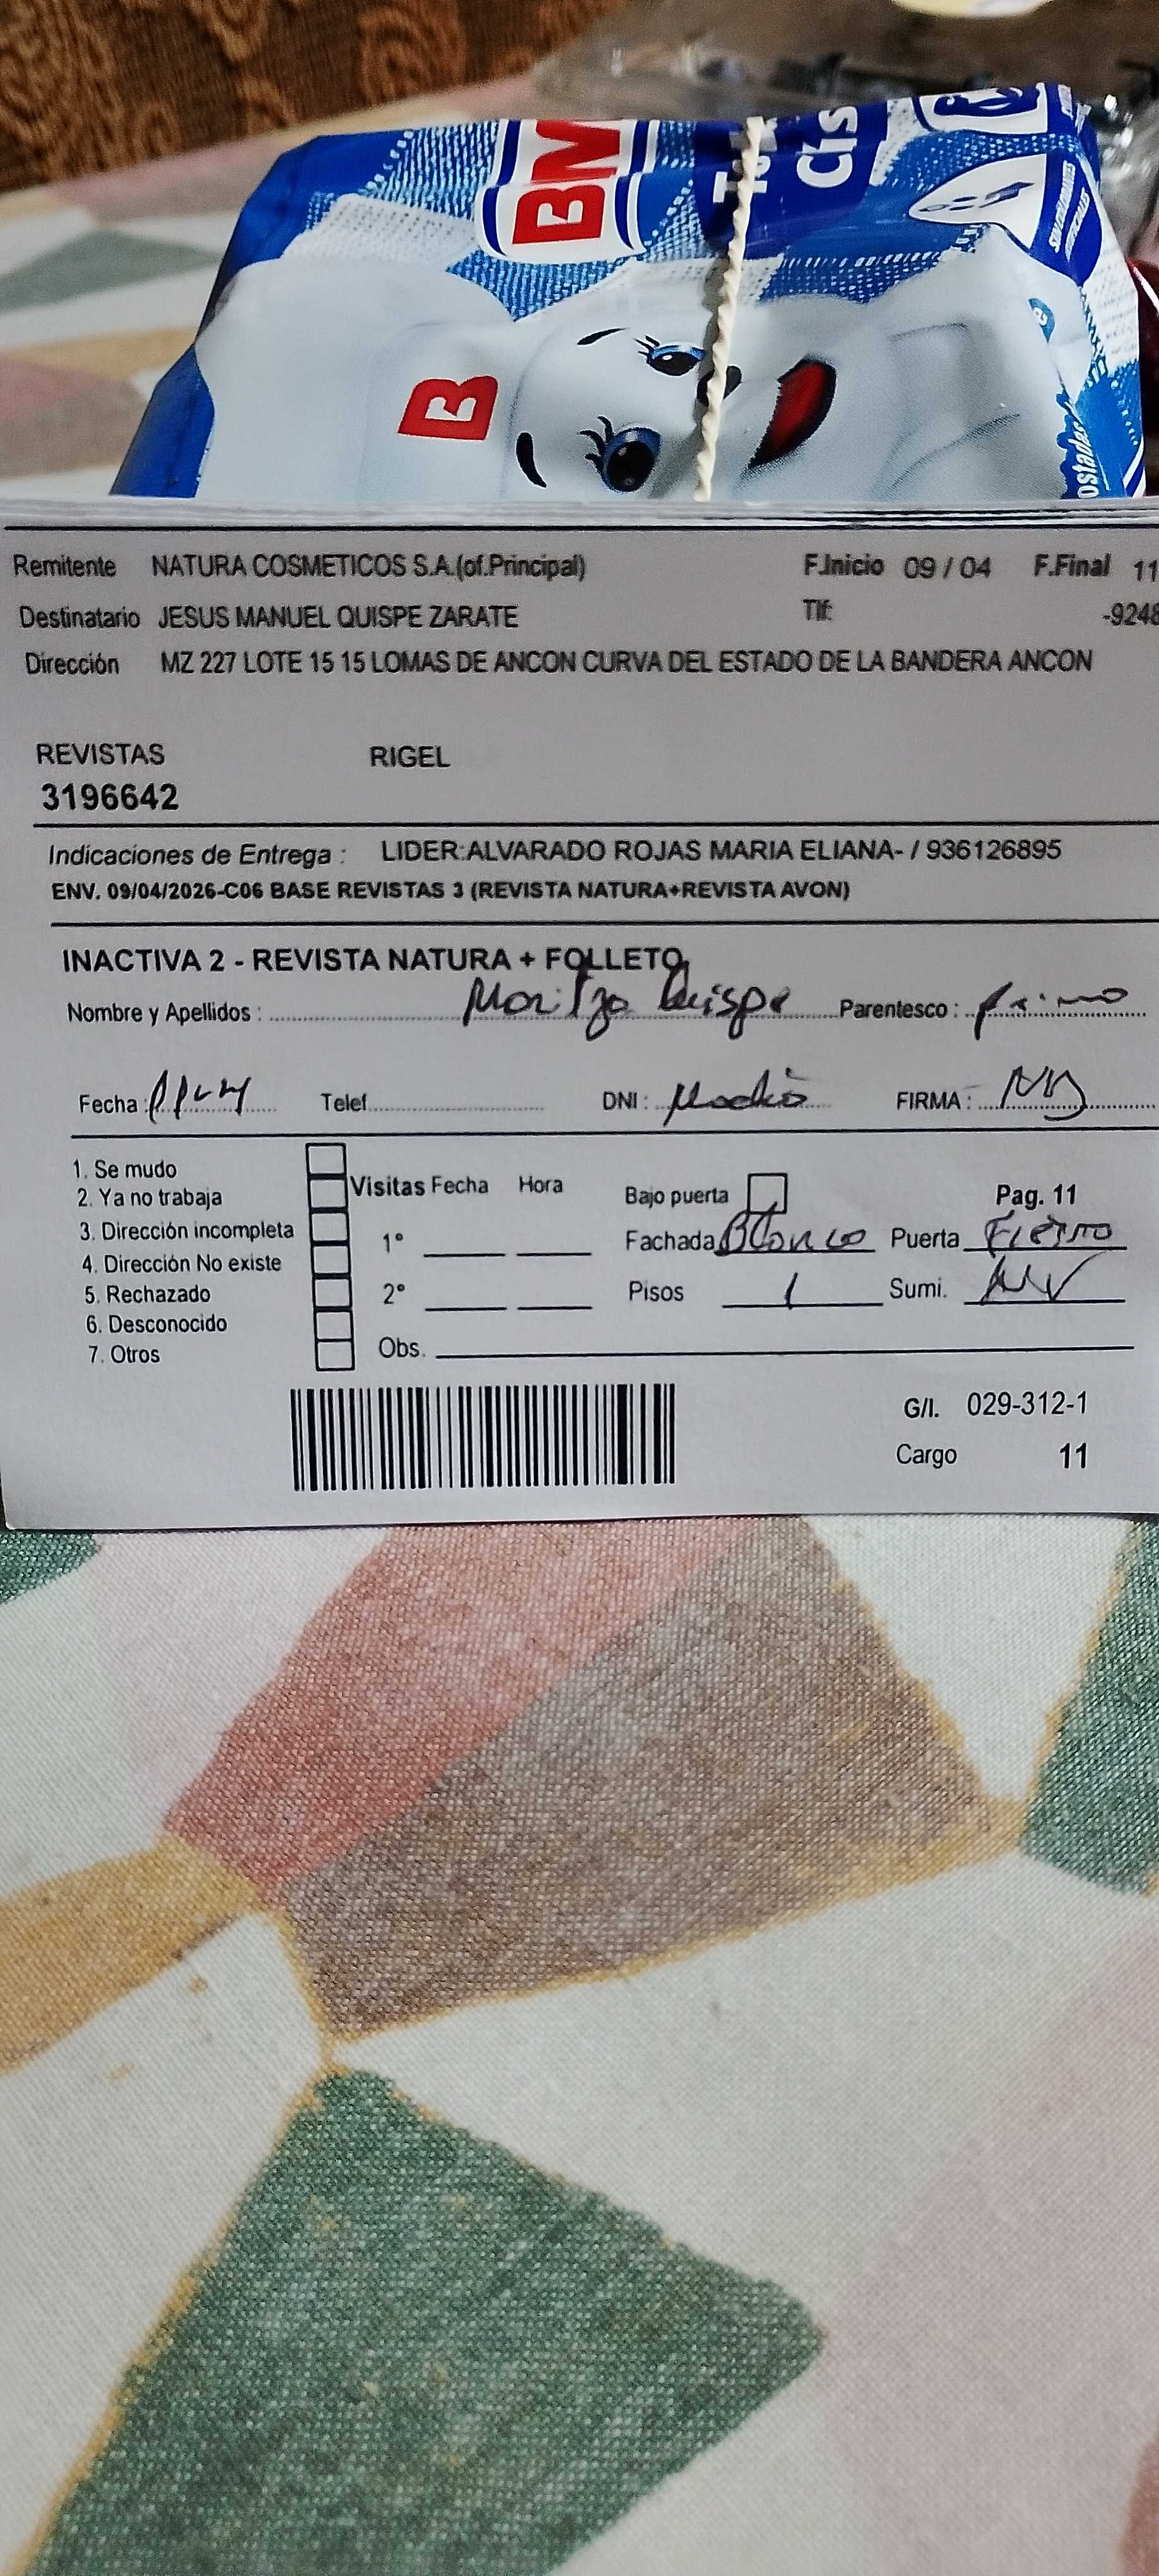 BM
Cis
B
ostadas
Remitente NATURA COSMETICOS S.A.(of.Principal) F.Inicio 09 / 04 F.Final 11
Destinatario JESUS MANUEL QUISPE ZARATE Tlf: -9248
Dirección MZ 227 LOTE 15 15 LOMAS DE ANCON CURVA DEL ESTADO DE LA BANDERA ANCON
REVISTAS RIGEL
3196642
Indicaciones de Entrega : LIDER:ALVARADO ROJAS MARIA ELIANA- / 936126895
ENV. 09/04/2026-C06 BASE REVISTAS 3 (REVISTA NATURA+REVISTA AVON)
INACTIVA 2 - REVISTA NATURA + FOLLETO
Nombre y Apellidos : Maritza Quispe Parentesco : primo
Fecha : Telef. DNI : FIRMA :
1. Se mudo
2. Ya no trabaja Visitas Fecha Hora Bajo puerta Pag. 11
3. Dirección incompleta 1° Fachada Blanco Puerta Fierro
4. Dirección No existe
5. Rechazado 2° Pisos 1 Sumi.
6. Desconocido
7. Otros Obs.
G/I. 029-312-1
Cargo 11